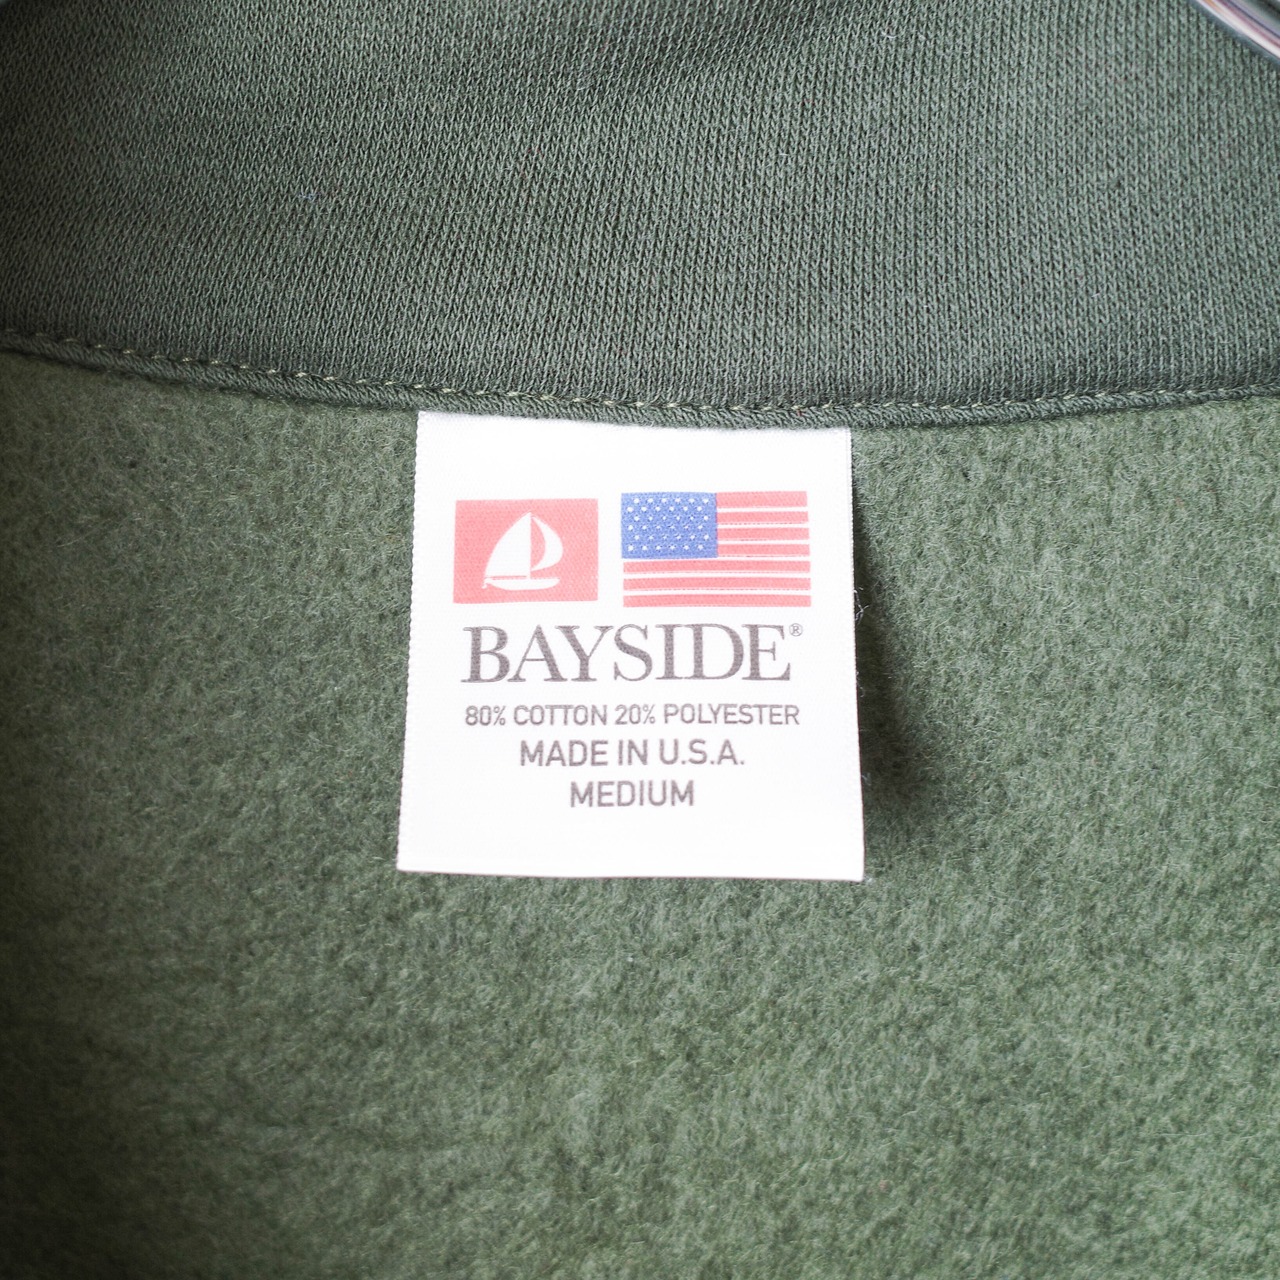 BAYSIDE®
80% COTTON 20% POLYESTER
MADE IN U.S.A.
MEDIUM